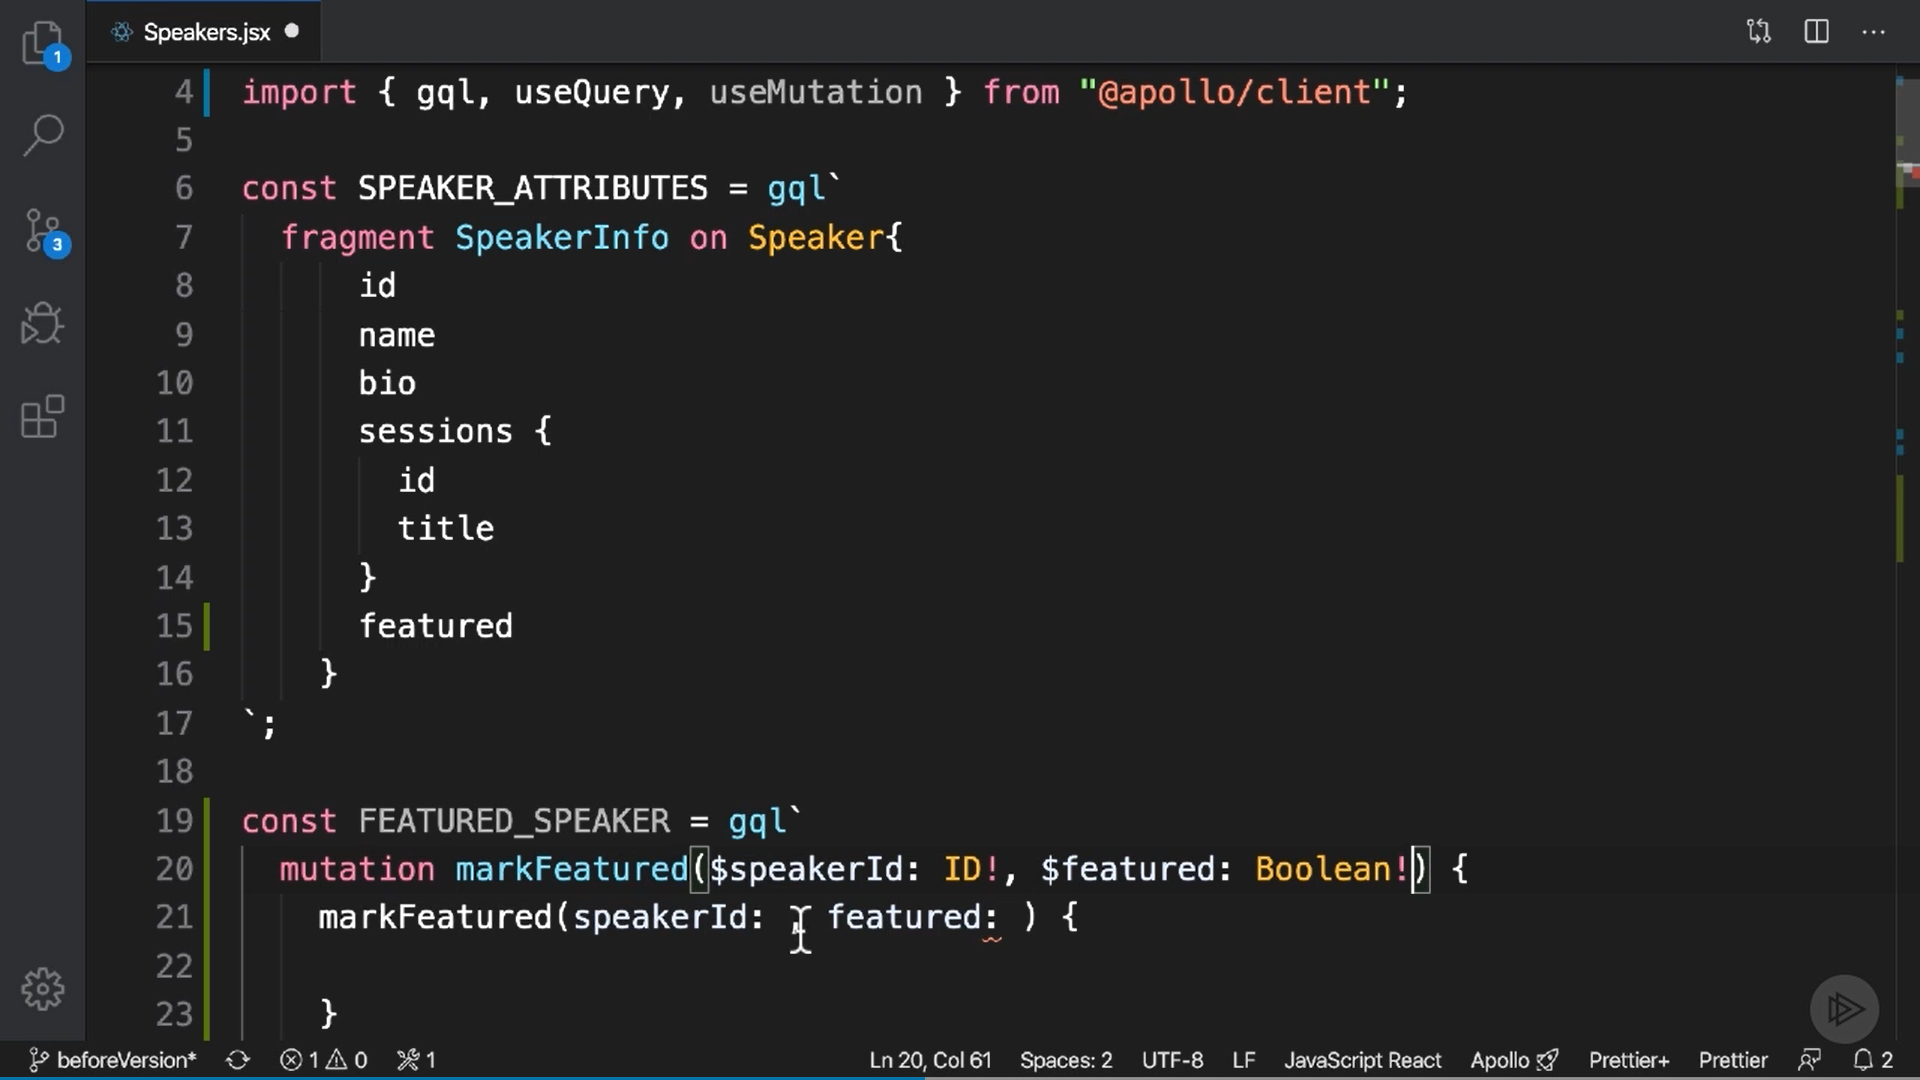 1
3
Speakers.jsx
4 import { gql, useQuery, useMutation } from "@apollo/client";
5
6 const SPEAKER_ATTRIBUTES = gql`
7 fragment SpeakerInfo on Speaker{
8 id
9 name
10 bio
11 sessions {
12 id
13 title
14 }
15 featured
16 }
17 `;
18
19 const FEATURED_SPEAKER = gql`
20 mutation markFeatured($speakerId: ID!, $featured: Boolean!) {
21 markFeatured(speakerId: , featured: ) {
22
23 }
beforeVersion* 1 0 1 Ln 20, Col 61 Spaces: 2 UTF-8 LF JavaScript React Apollo Prettier+ Prettier 2